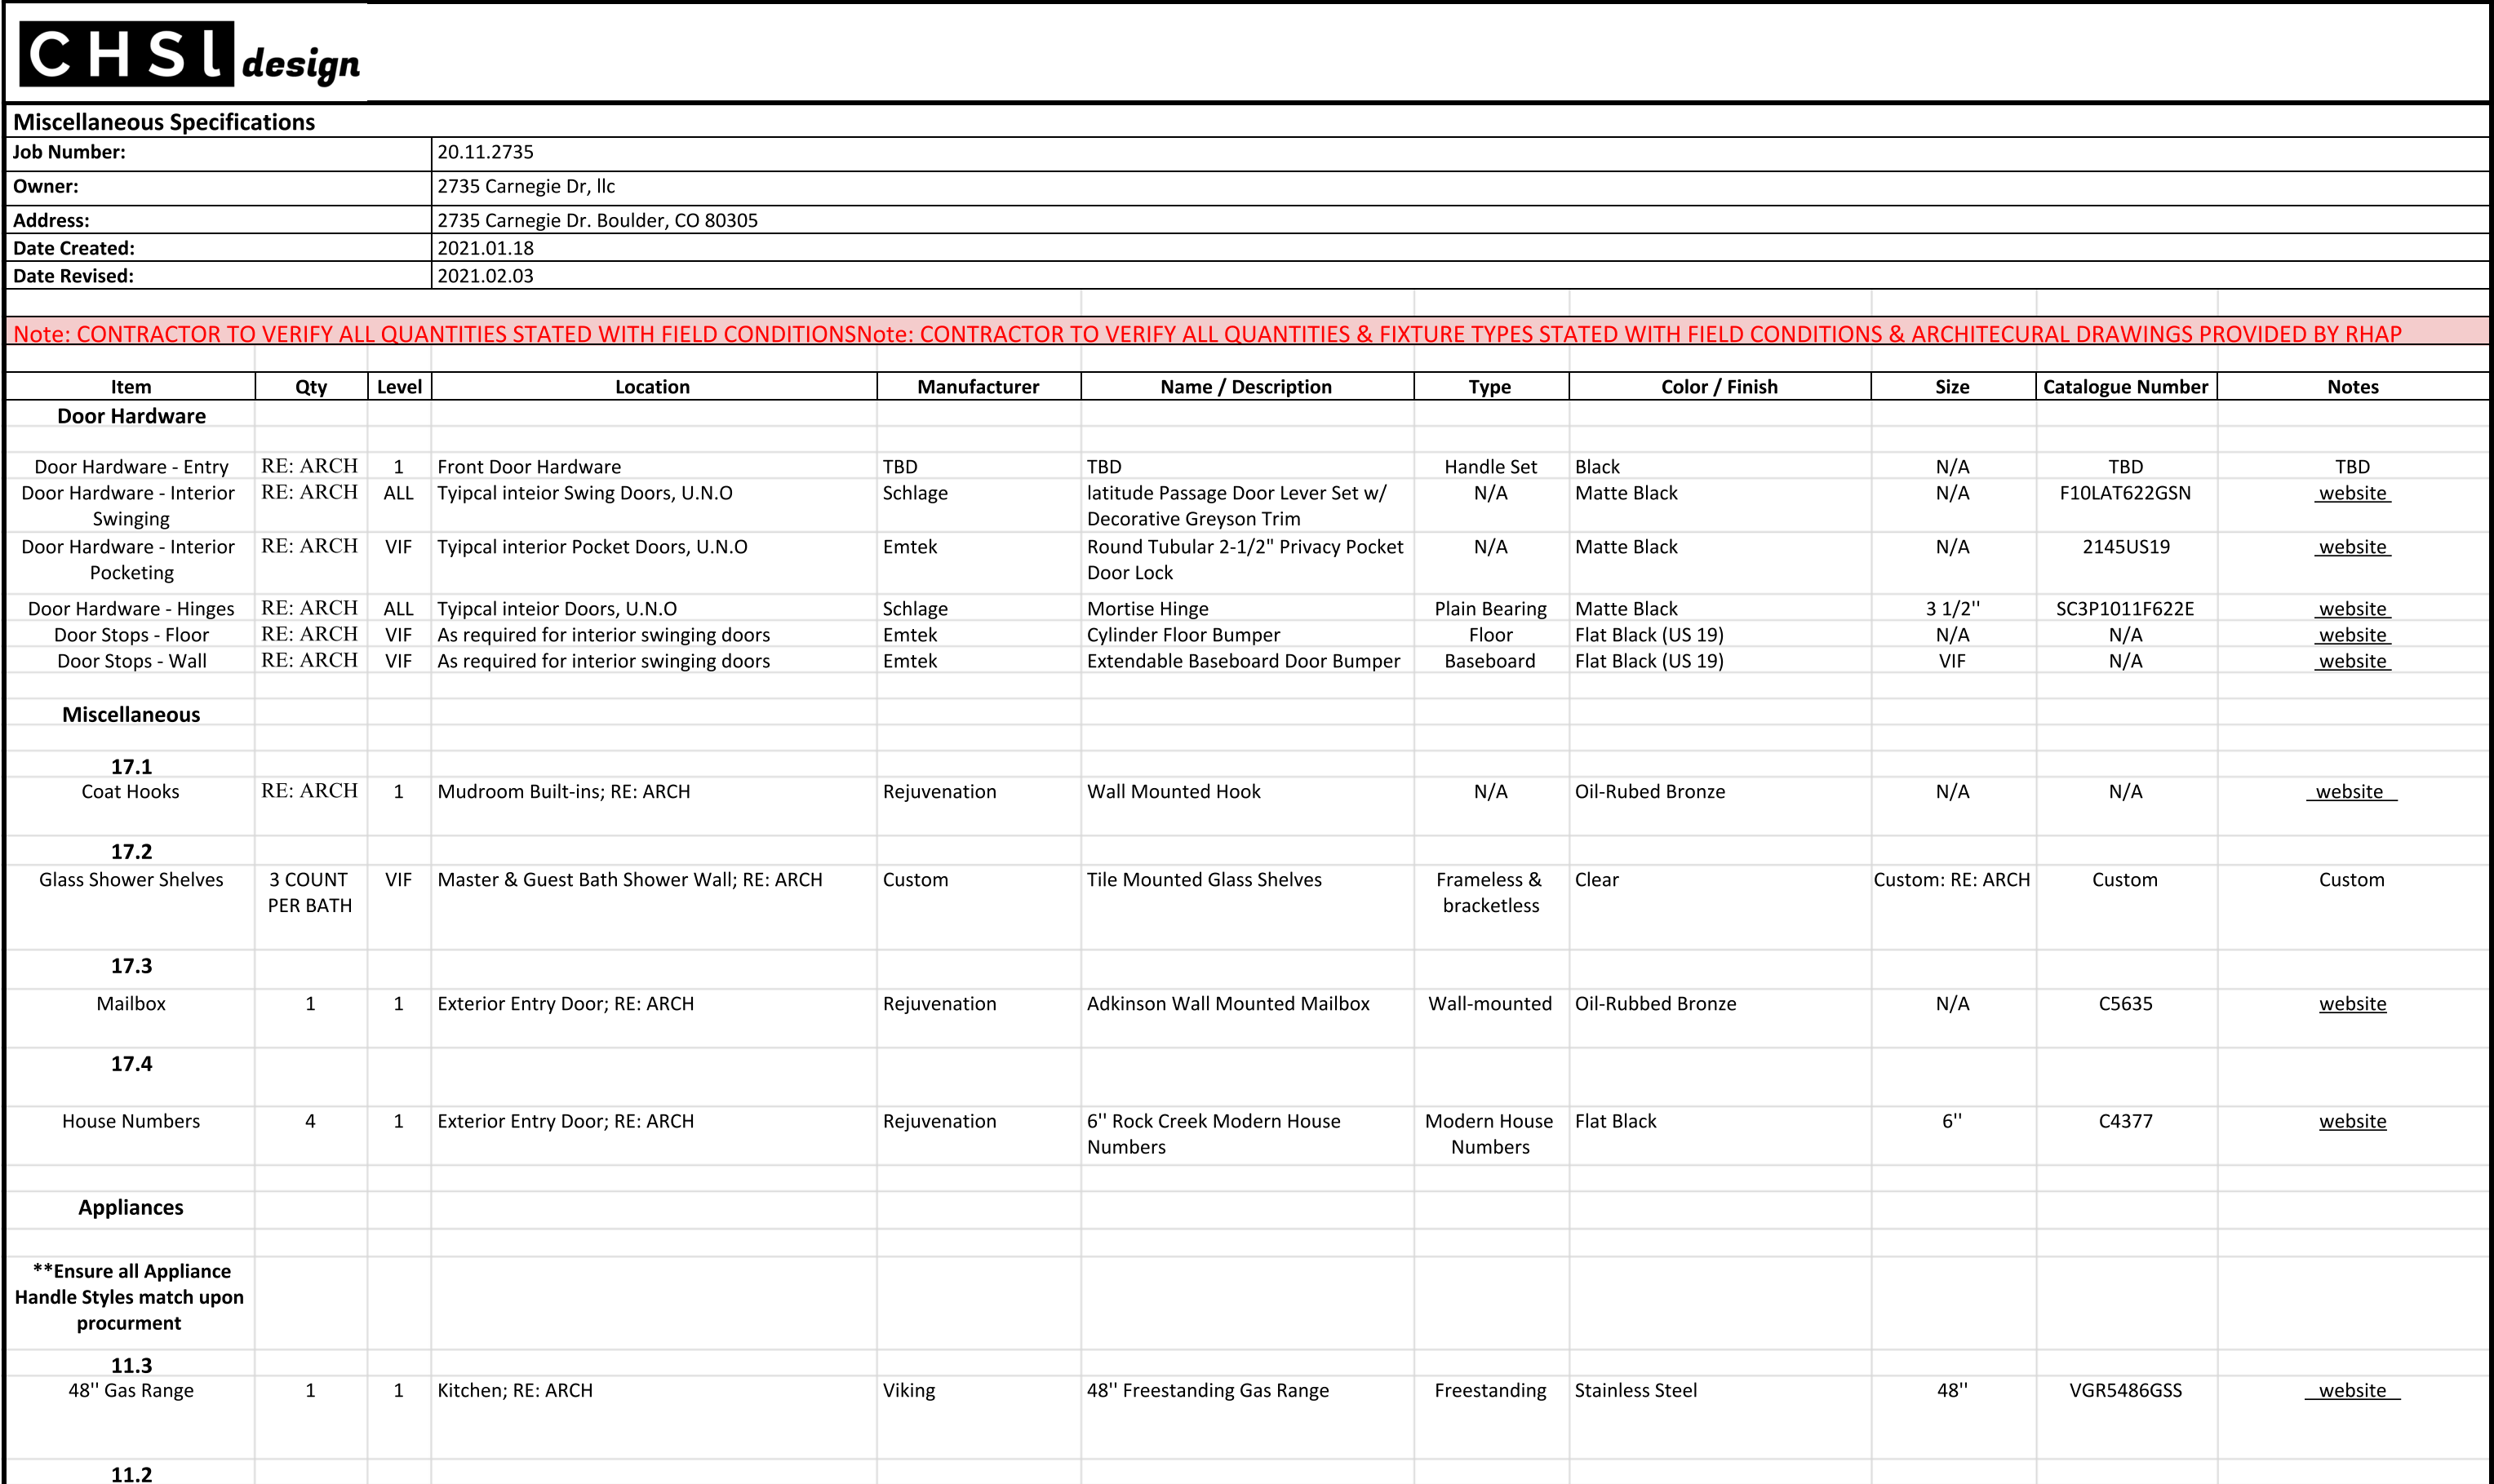 CHSl design
Miscellaneous Specifications
Job Number: 20.11.2735
Owner: 2735 Carnegie Dr, llc
Address: 2735 Carnegie Dr. Boulder, CO 80305
Date Created: 2021.01.18
Date Revised: 2021.02.03
Note: CONTRACTOR TO VERIFY ALL QUANTITIES STATED WITH FIELD CONDITIONSNote: CONTRACTOR TO VERIFY ALL QUANTITIES & FIXTURE TYPES STATED WITH FIELD CONDITIONS & ARCHITECURAL DRAWINGS PROVIDED BY RHAP
Item Qty Level Location Manufacturer Name / Description Type Color / Finish Size Catalogue Number Notes
Door Hardware
Door Hardware - Entry RE: ARCH 1 Front Door Hardware TBD TBD Handle Set Black N/A TBD TBD
Door Hardware - Interior RE: ARCH ALL Tyipcal inteior Swing Doors, U.N.O Schlage latitude Passage Door Lever Set w/ N/A Matte Black N/A F10LAT622GSN website
Swinging Decorative Greyson Trim
Door Hardware - Interior RE: ARCH VIF Tyipcal interior Pocket Doors, U.N.O Emtek Round Tubular 2-1/2" Privacy Pocket N/A Matte Black N/A 2145US19 website
Pocketing Door Lock
Door Hardware - Hinges RE: ARCH ALL Tyipcal inteior Doors, U.N.O Schlage Mortise Hinge Plain Bearing Matte Black 3 1/2'' SC3P1011F622E website
Door Stops - Floor RE: ARCH VIF As required for interior swinging doors Emtek Cylinder Floor Bumper Floor Flat Black (US 19) N/A N/A website
Door Stops - Wall RE: ARCH VIF As required for interior swinging doors Emtek Extendable Baseboard Door Bumper Baseboard Flat Black (US 19) VIF N/A website
Miscellaneous
17.1
Coat Hooks RE: ARCH 1 Mudroom Built-ins; RE: ARCH Rejuvenation Wall Mounted Hook N/A Oil-Rubed Bronze N/A N/A website
17.2
Glass Shower Shelves 3 COUNT VIF Master & Guest Bath Shower Wall; RE: ARCH Custom Tile Mounted Glass Shelves Frameless & Clear Custom: RE: ARCH Custom Custom
PER BATH bracketless
17.3
Mailbox 1 1 Exterior Entry Door; RE: ARCH Rejuvenation Adkinson Wall Mounted Mailbox Wall-mounted Oil-Rubbed Bronze N/A C5635 website
17.4
House Numbers 4 1 Exterior Entry Door; RE: ARCH Rejuvenation 6'' Rock Creek Modern House Modern House Flat Black 6'' C4377 website
Numbers Numbers
Appliances
**Ensure all Appliance
Handle Styles match upon
procurment
11.3
48'' Gas Range 1 1 Kitchen; RE: ARCH Viking 48'' Freestanding Gas Range Freestanding Stainless Steel 48'' VGR5486GSS website
11.2